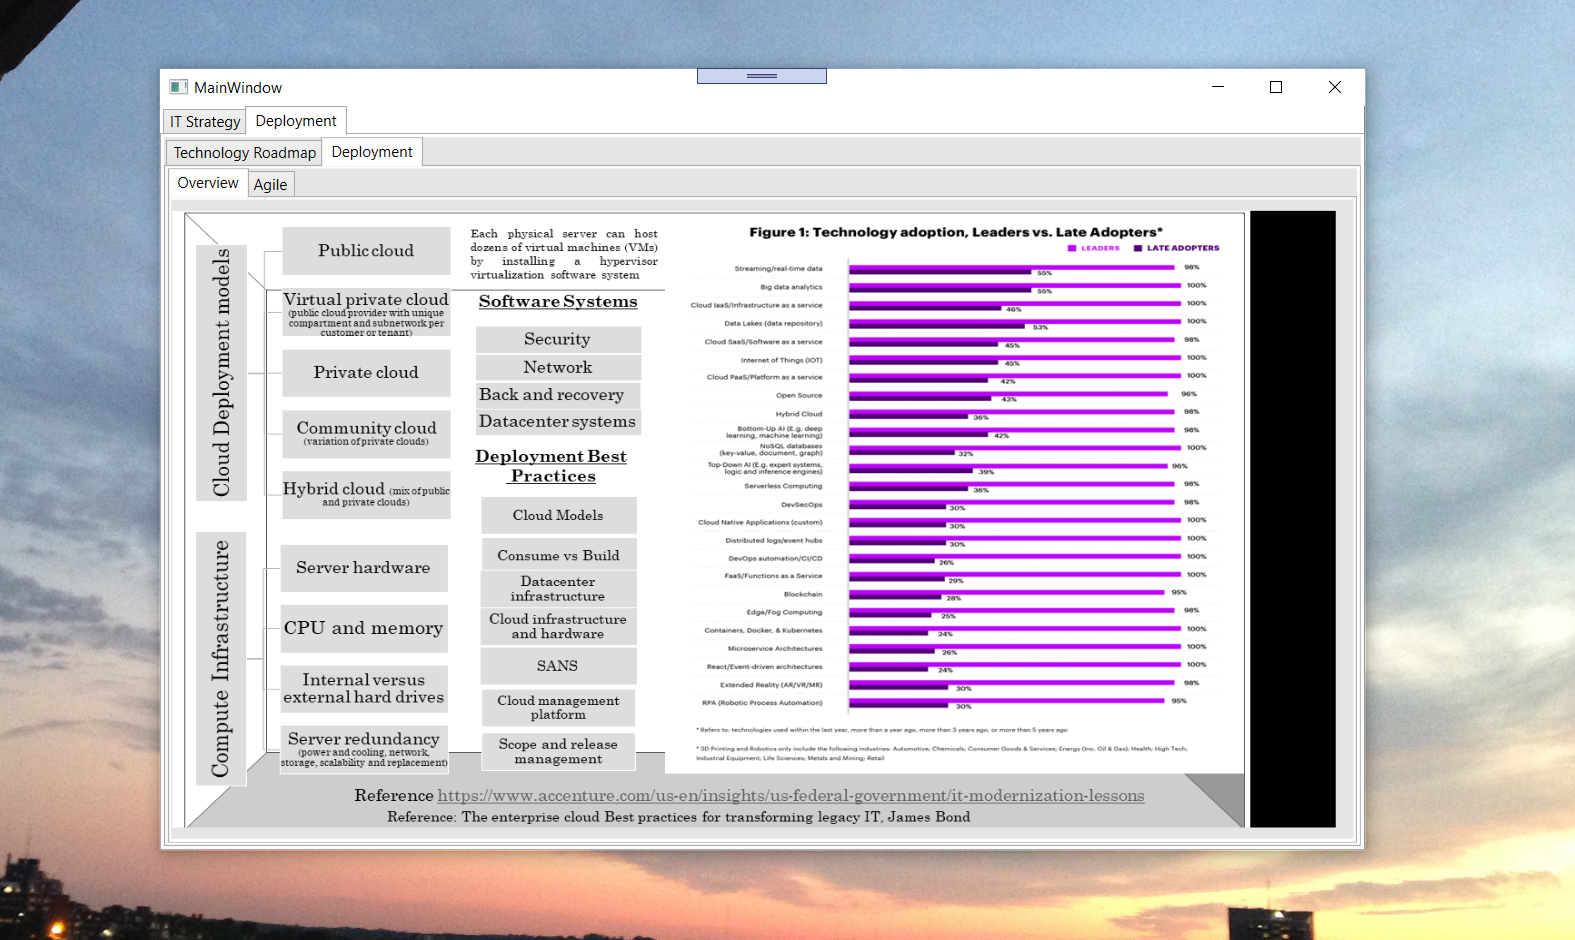 MainWindow
IT Strategy
Deployment
Technology Roadmap
Deployment
Overview
Agile
Cloud Deployment models
Public cloud
Virtual private cloud
(public cloud provider with unique
compartment and subnetwork per
customer or tenant)
Private cloud
Community cloud
(variation of private clouds)
Hybrid cloud (mix of public
and private clouds)
Compute Infrastructure
Server hardware
CPU and memory
Internal versus
external hard drives
Server redundancy
(power and cooling, network,
storage, scalability and replacement)
Each physical server can host
dozens of virtual machines (VMs)
by installing a hypervisor
virtualization software system
Software Systems
Security
Network
Back and recovery
Datacenter systems
Deployment Best
Practices
Cloud Models
Consume vs Build
Datacenter
infrastructure
Cloud infrastructure
and hardware
SANS
Cloud management
platform
Scope and release
management
Figure 1: Technology adoption, Leaders vs. Late Adopters*
LEADERS LATE ADOPTERS
Streaming/real-time data 98%
55%
Big data analytics 100%
55%
Cloud IaaS/Infrastructure as a service 100%
46%
Data Lakes (data repository) 100%
53%
Cloud SaaS/Software as a service 98%
45%
Internet of Things (IOT) 100%
45%
Cloud PaaS/Platform as a service 100%
42%
Open Source 96%
43%
Hybrid Cloud 98%
36%
Bottom-Up AI (E.g. deep
learning, machine learning) 98%
42%
NoSQL databases
(key-value, document, graph) 100%
32%
Top-Down AI (E.g. expert systems,
logic and inference engines) 96%
39%
Serverless Computing 98%
36%
DevSecOps 98%
30%
Cloud Native Applications (custom) 100%
30%
Distributed logs/event hubs 100%
30%
DevOps automation/CI/CD 100%
26%
FaaS/Functions as a Service 100%
29%
Blockchain 95%
28%
Edge/Fog Computing 98%
25%
Containers, Docker, & Kubernetes 100%
24%
Microservice Architectures 100%
26%
React/Event-driven architectures 100%
24%
Extended Reality (AR/VR/MR) 98%
30%
RPA (Robotic Process Automation) 95%
30%
* Refers to: technologies used within the last year, more than a year ago, more than 3 years ago, or more than 5 years ago
* 3D Printing and Robotics only include the following industries: Automotive; Chemicals; Consumer Goods & Services; Energy (Inc. Oil & Gas); Health; High Tech,
Industrial Equipment; Life Sciences; Metals and Mining; Retail
Reference https://www.accenture.com/us-en/insights/us-federal-government/it-modernization-lessons
Reference: The enterprise cloud Best practices for transforming legacy IT, James Bond